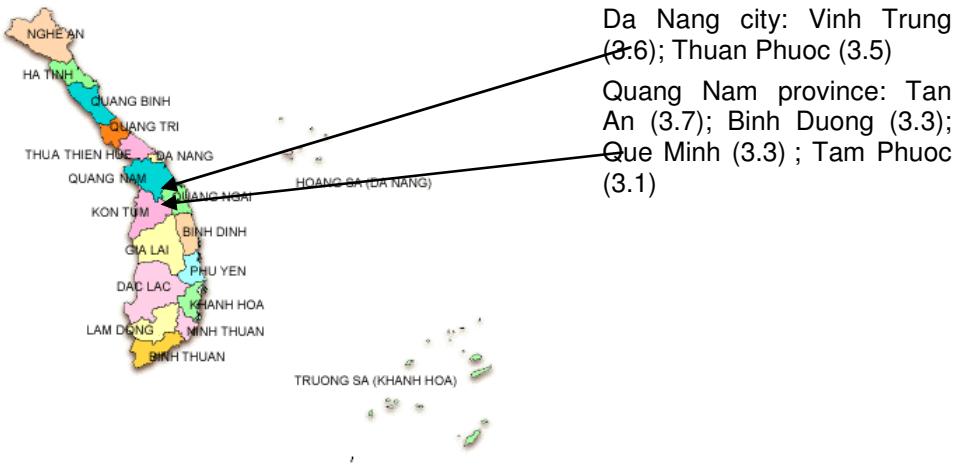 Da Nang city: Vinh Trung
(3.6); Thuan Phuoc (3.5)
Quang Nam province: Tan
An (3.7); Binh Duong (3.3);
Que Minh (3.3) ; Tam Phuoc
(3.1)
NGHE AN
HA TINH
QUANG BINH
QUANG TRI
THUA THIEN HUE
DA NANG
QUANG NAM
HOANG SA (DA NANG)
QUANG NGAI
KON TUM
BINH DINH
GIA LAI
PHU YEN
DAC LAC
KHANH HOA
LAM DONG
NINH THUAN
BINH THUAN
TRUONG SA (KHANH HOA)